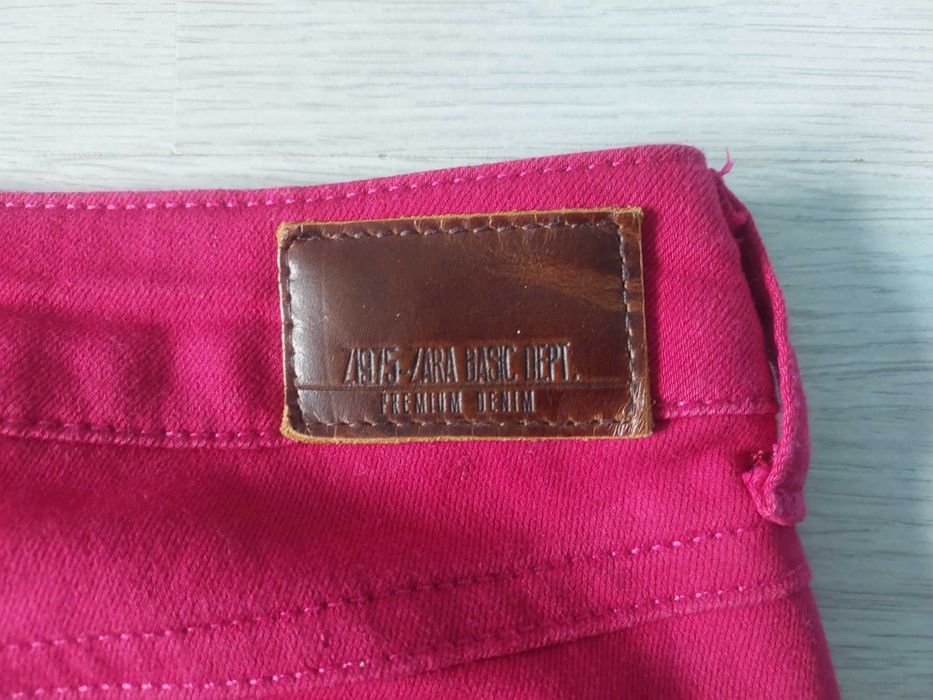 Z1975-ZARA BASIC DEPT.
PREMIUM DENIM